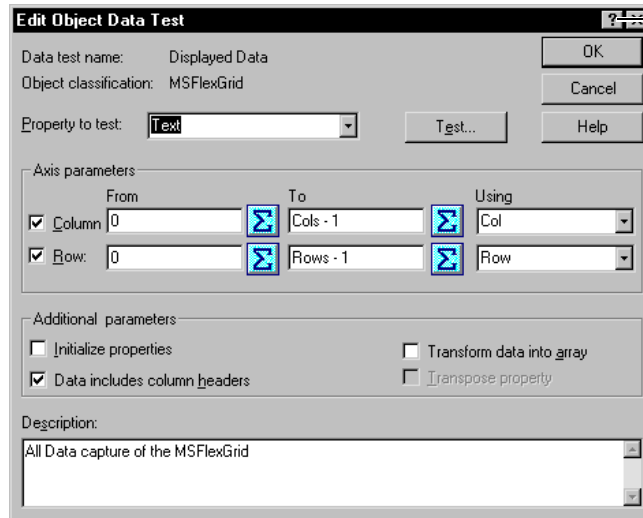 Edit Object Data Test
Data test name: Displayed Data
OK
Object classification: MSFlexGrid
Cancel
Property to test: Text
Test...
Help
Axis parameters
From To Using
Column 0 Σ Cols - 1 Σ Col
Row: 0 Σ Rows - 1 Σ Row
Additional parameters
Initialize properties
Transform data into array
Data includes column headers
Transpose property
Description:
All Data capture of the MSFlexGrid